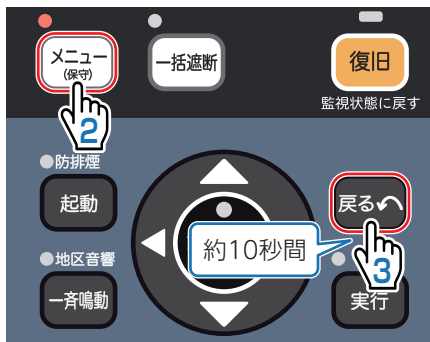 メニュー
(保守)
2
一括遮断
復旧
監視状態に戻す
防排煙
起動
戻る
約10秒間
3
地区音響
一斉鳴動
実行